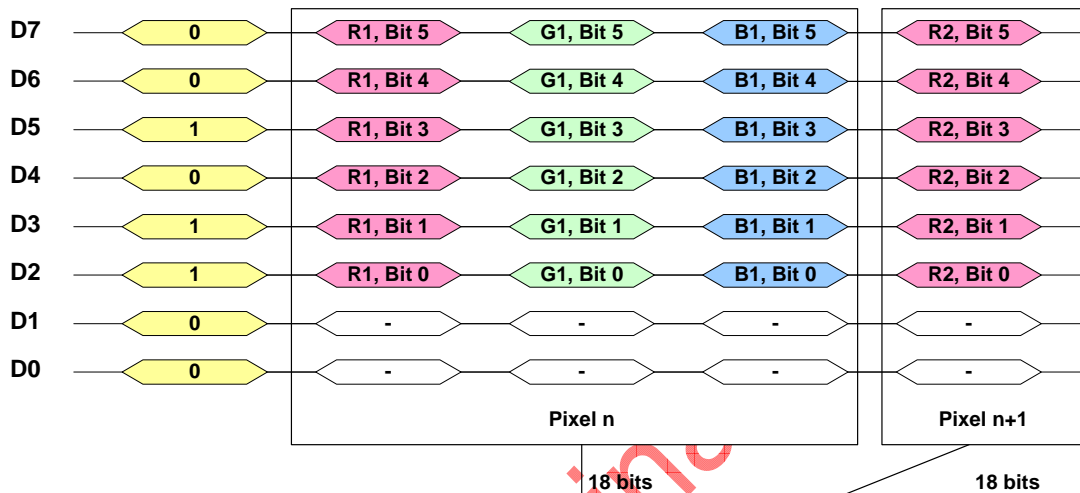 D7 0 R1, Bit 5 G1, Bit 5 B1, Bit 5 R2, Bit 5
D6 0 R1, Bit 4 G1, Bit 4 B1, Bit 4 R2, Bit 4
D5 1 R1, Bit 3 G1, Bit 3 B1, Bit 3 R2, Bit 3
D4 0 R1, Bit 2 G1, Bit 2 B1, Bit 2 R2, Bit 2
D3 1 R1, Bit 1 G1, Bit 1 B1, Bit 1 R2, Bit 1
D2 1 R1, Bit 0 G1, Bit 0 B1, Bit 0 R2, Bit 0
D1 0 - - - -
D0 0 - - - -
Pixel n Pixel n+1
18 bits 18 bits